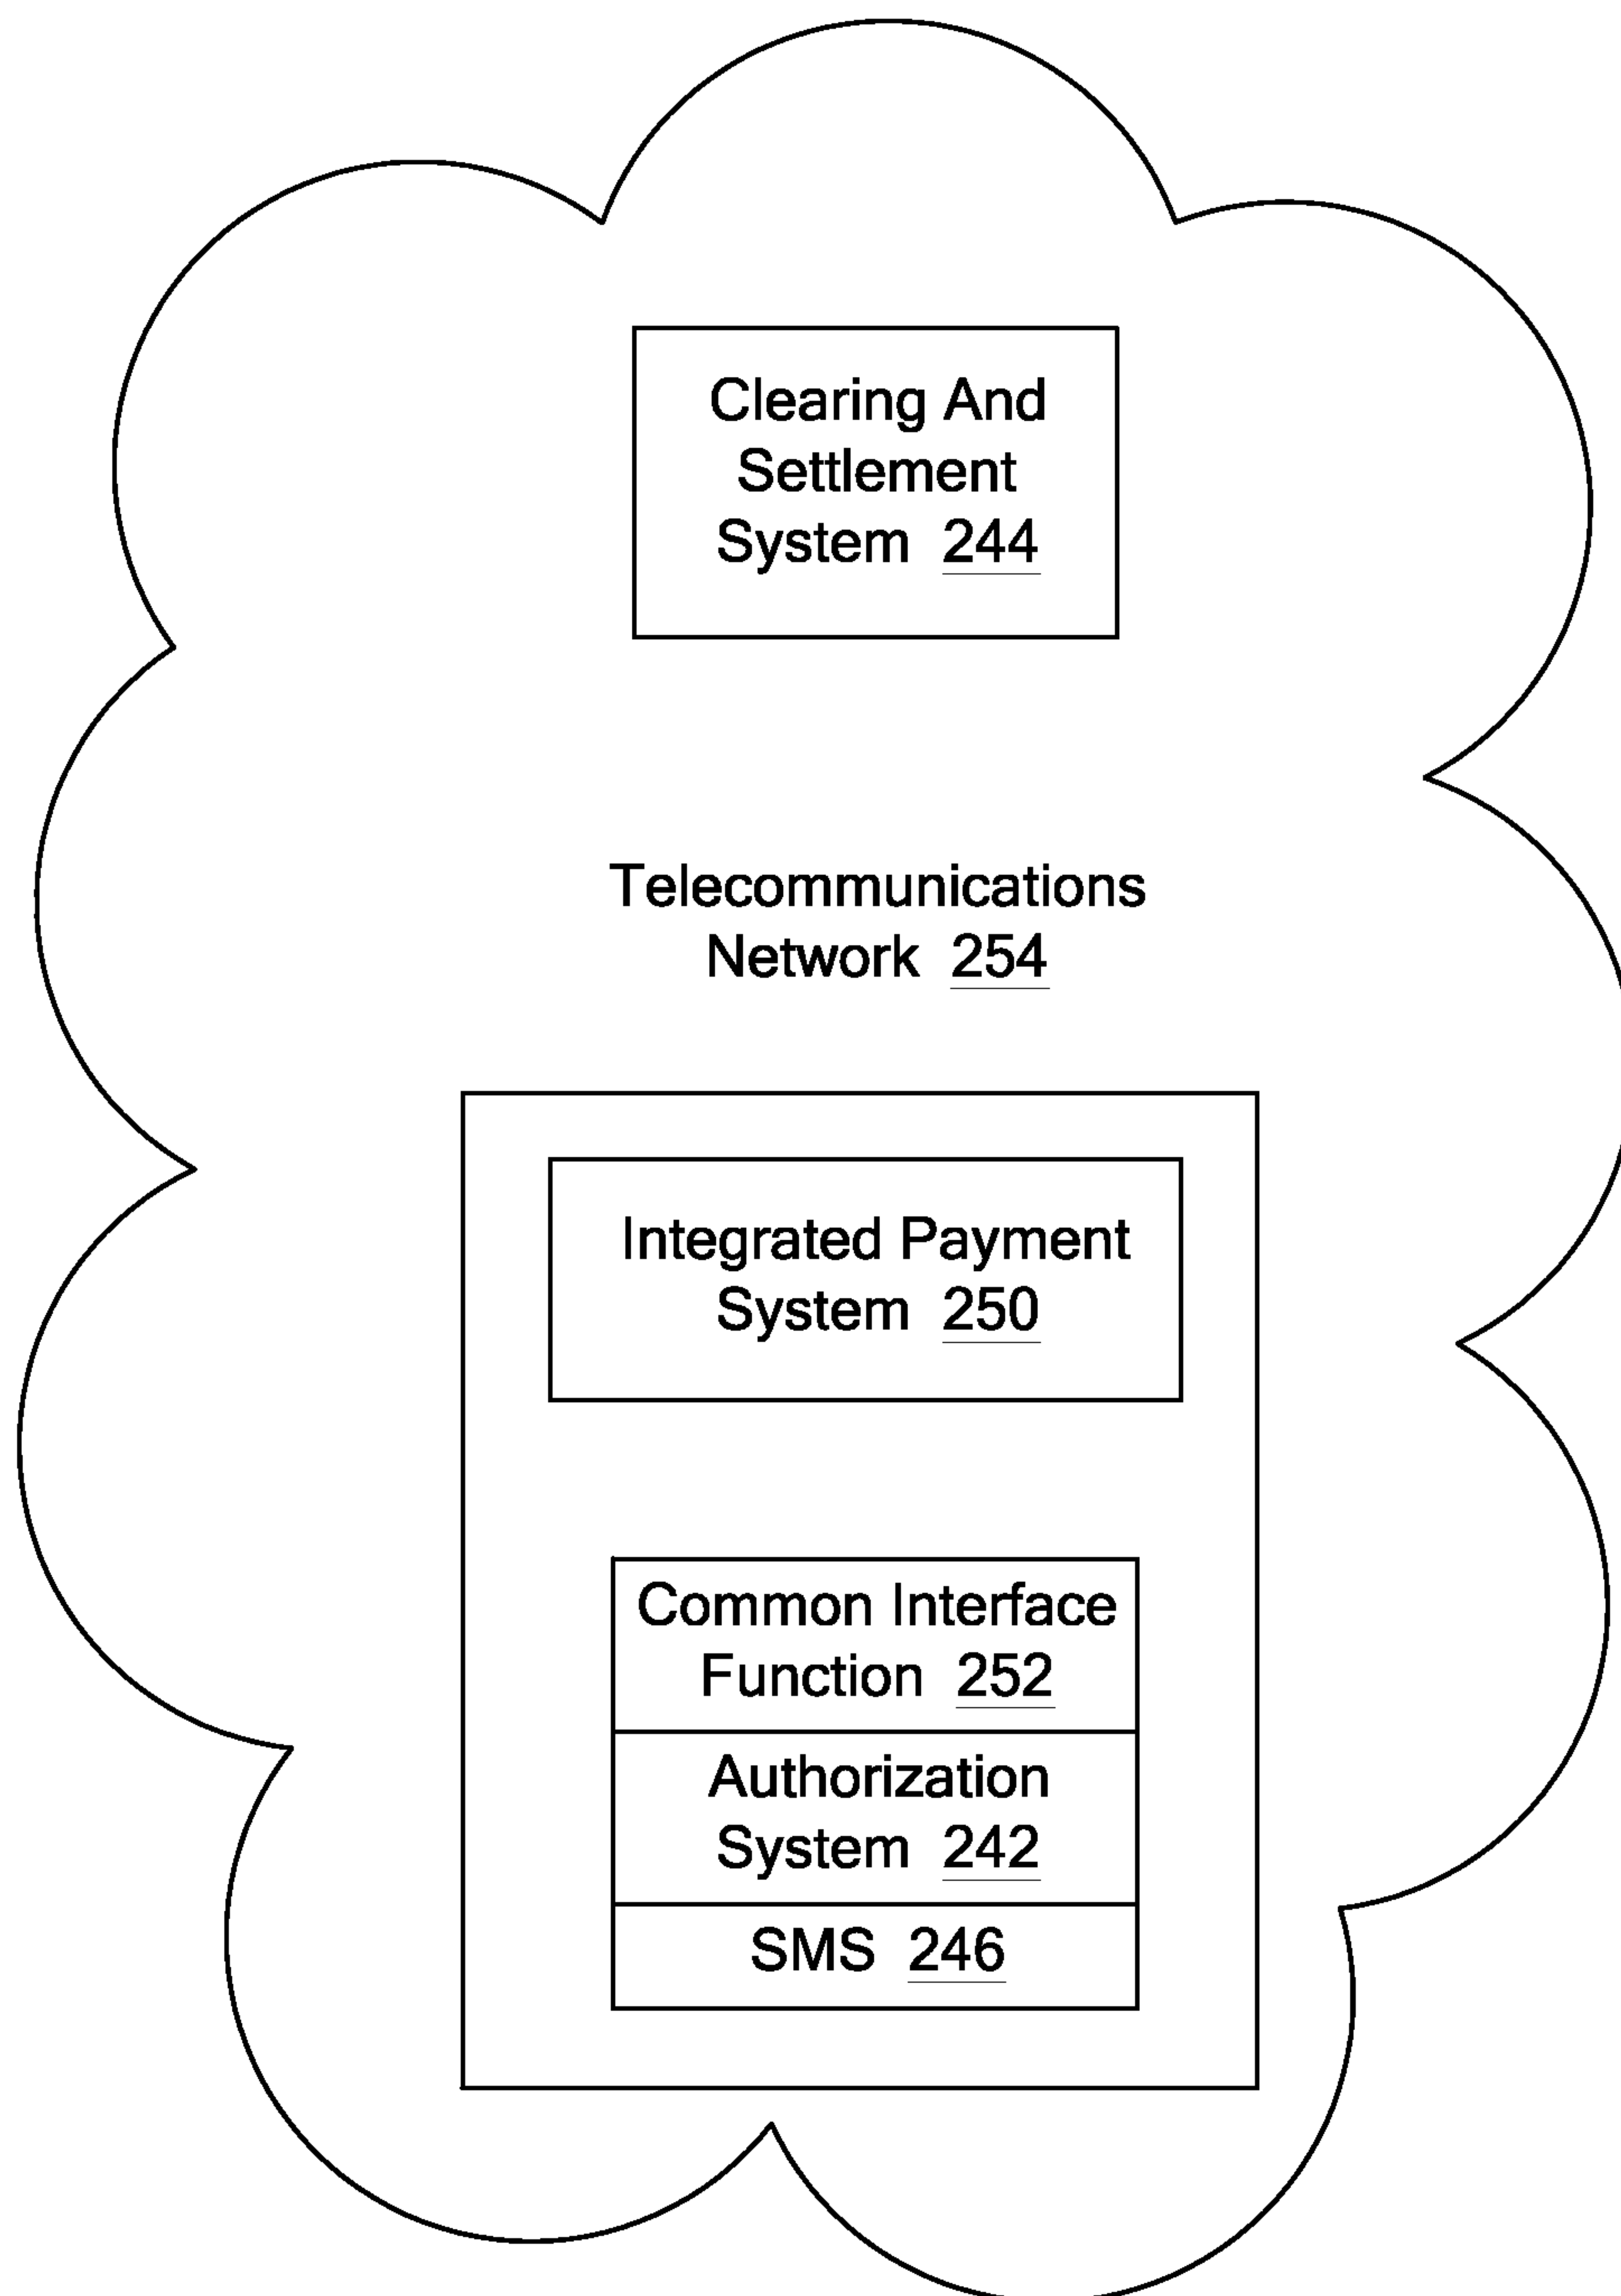 Clearing And
Settlement
System 244
Telecommunications
Network 254
Integrated Payment
System 250
Common Interface
Function 252
Authorization
System 242
SMS 246